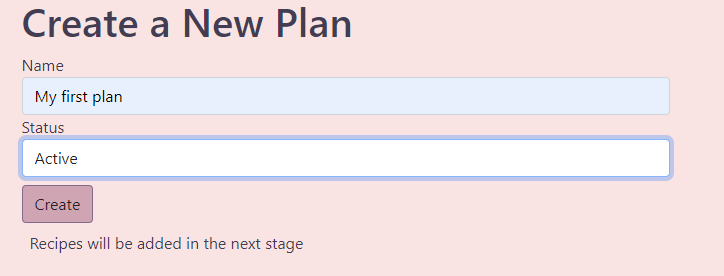 Create a New Plan
Name
My first plan
Status
Active
Create
Recipes will be added in the next stage